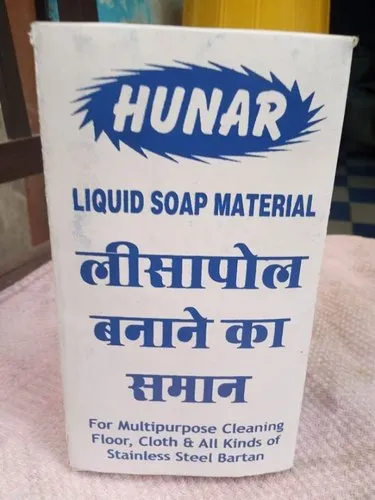 HUNAR
LIQUID SOAP MATERIAL
लीसापोल
बनाने का
समान
For Multipurpose Cleaning
Floor, Cloth & All Kinds of
Stainless Steel Bartan